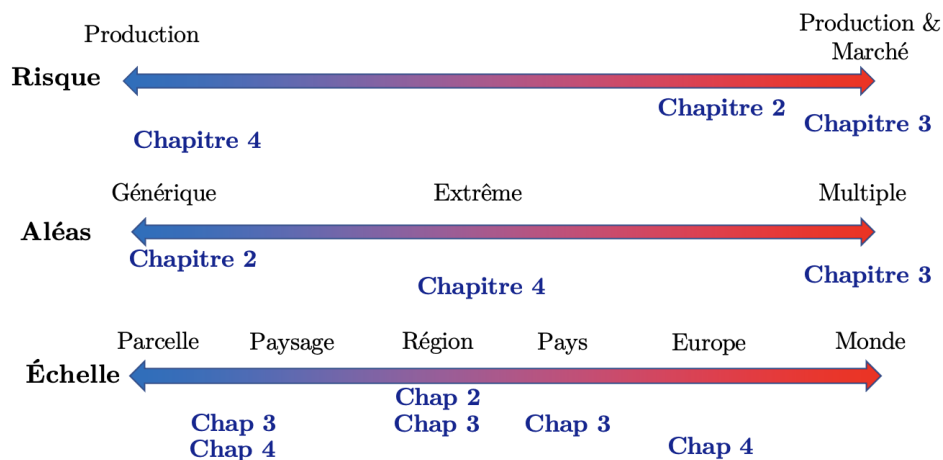 Production
Production &
Marché
Risque
Chapitre 2
Chapitre 3
Chapitre 4
Générique
Extrême
Multiple
Aléas
Chapitre 2
Chapitre 3
Chapitre 4
Parcelle
Paysage
Région
Pays
Europe
Monde
Échelle
Chap 2
Chap 3
Chap 3
Chap 3
Chap 4
Chap 4